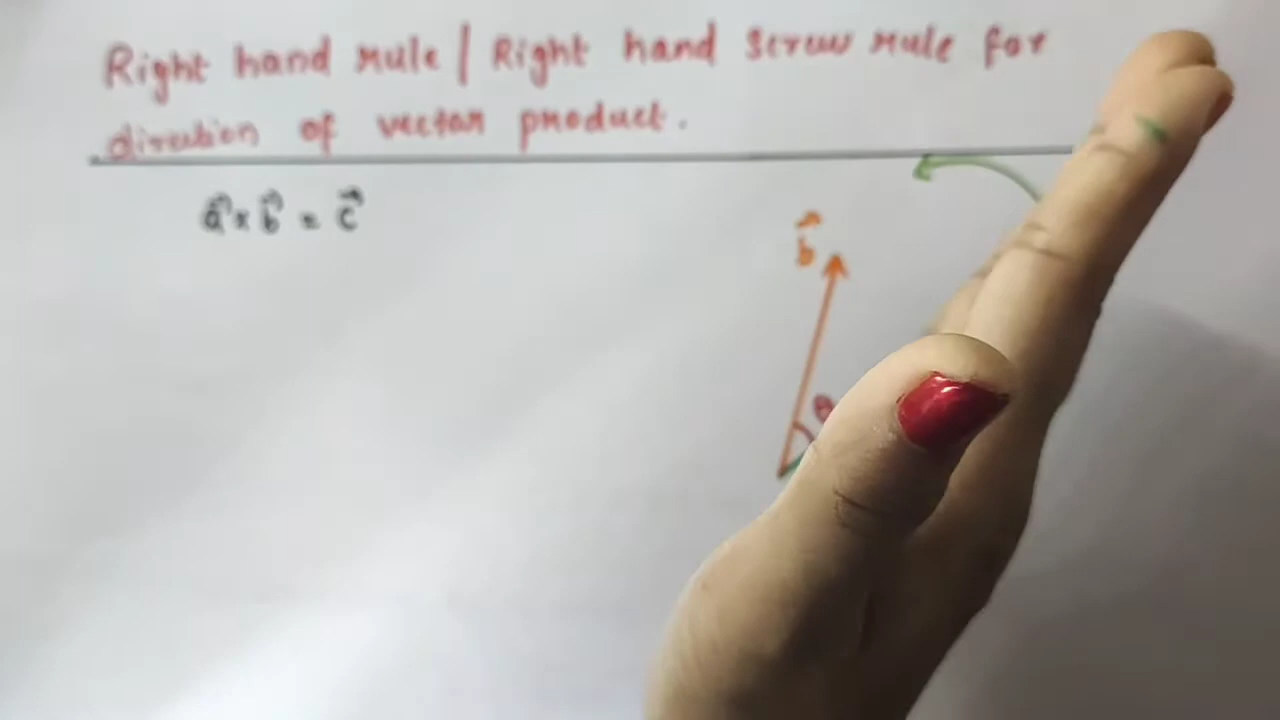 Right hand rule | Right hand screw rule for
direction of vector product.
a⃗ × b⃗ = c⃗
b⃗
θ